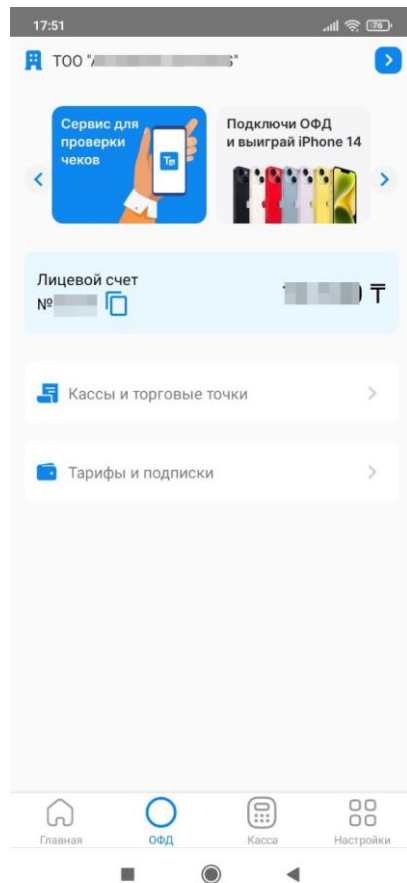 17:51
76
ТОО "
Сервис для
проверки
чеков
Подключи ОФД
и выиграй iPhone 14
Лицевой счет
№
₸
Кассы и торговые точки
Тарифы и подписки
Главная
ОФД
Касса
Настройки